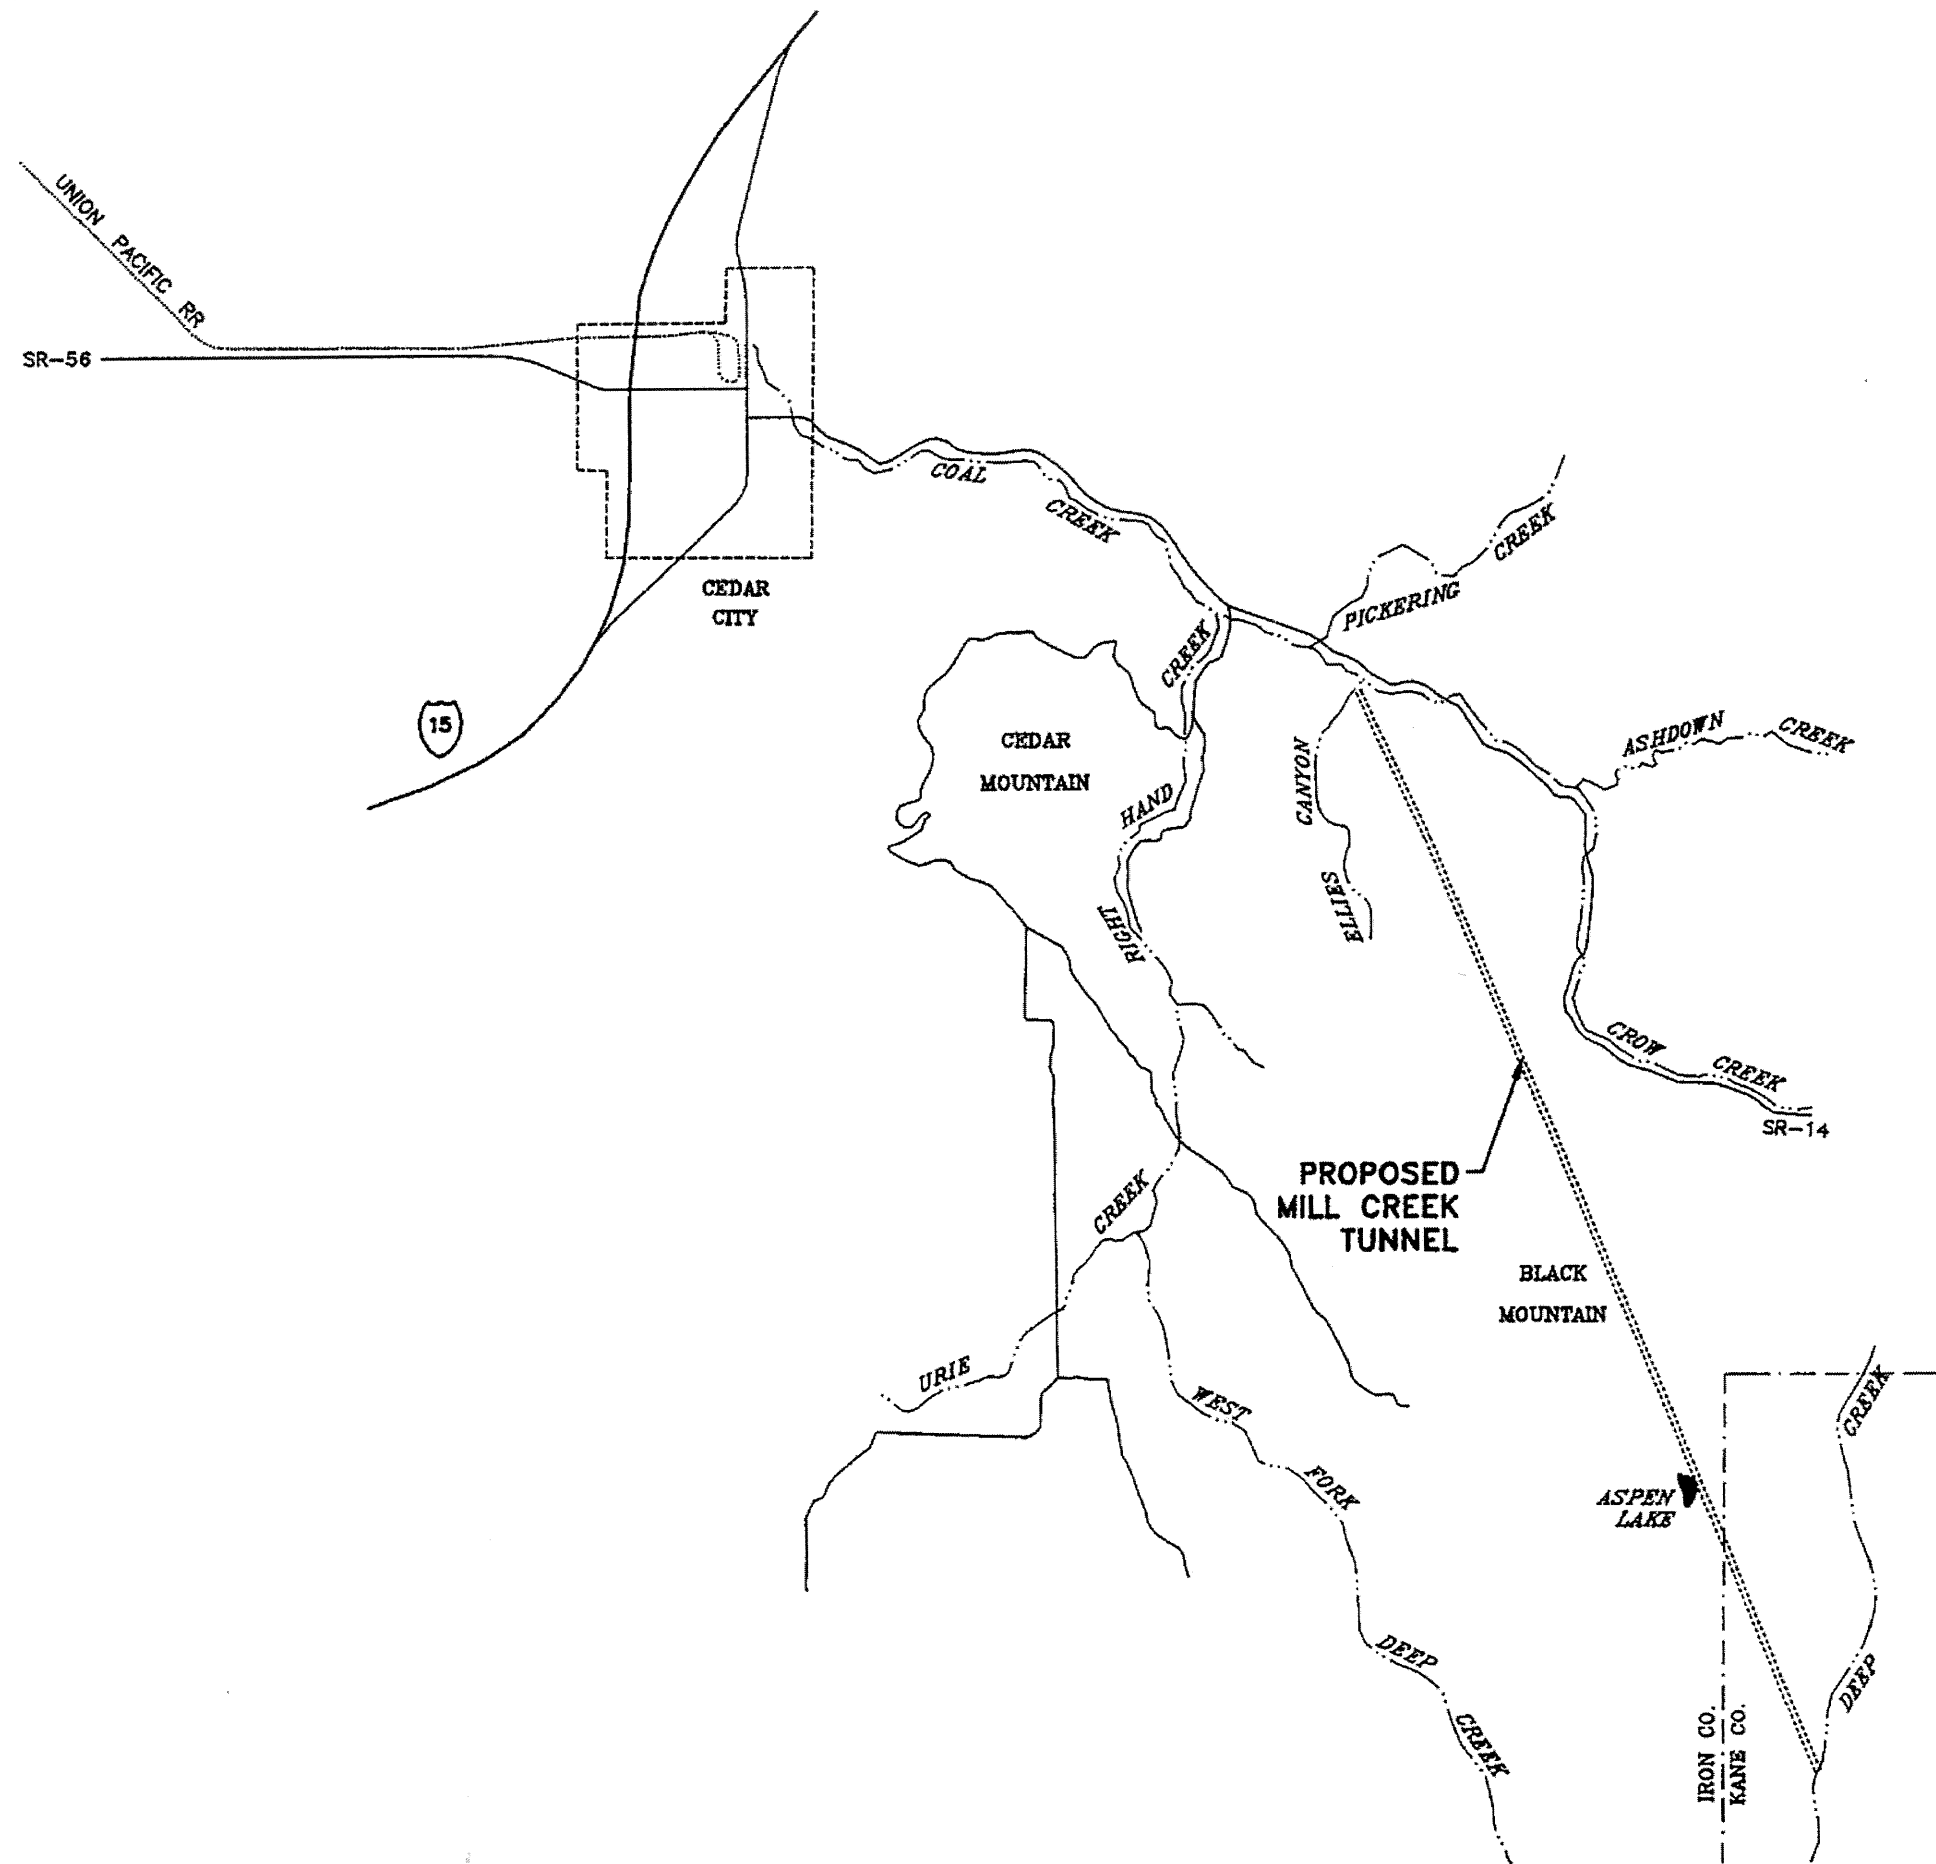 UNION PACIFIC RR
SR-56
COAL
CREEK
CREEK
PICKERING
CEDAR
CITY
CREEK
15
CEDAR
MOUNTAIN
ASHDOWN
CREEK
CANYON
HAND
ELLIES
RIGHT
CROW
CREEK
SR-14
PROPOSED
MILL CREEK
TUNNEL
CREEK
BLACK
MOUNTAIN
URIE
WEST
FORK
CREEK
ASPEN
LAKE
DEEP
DEEP
CREEK
IRON CO.
KANE CO.